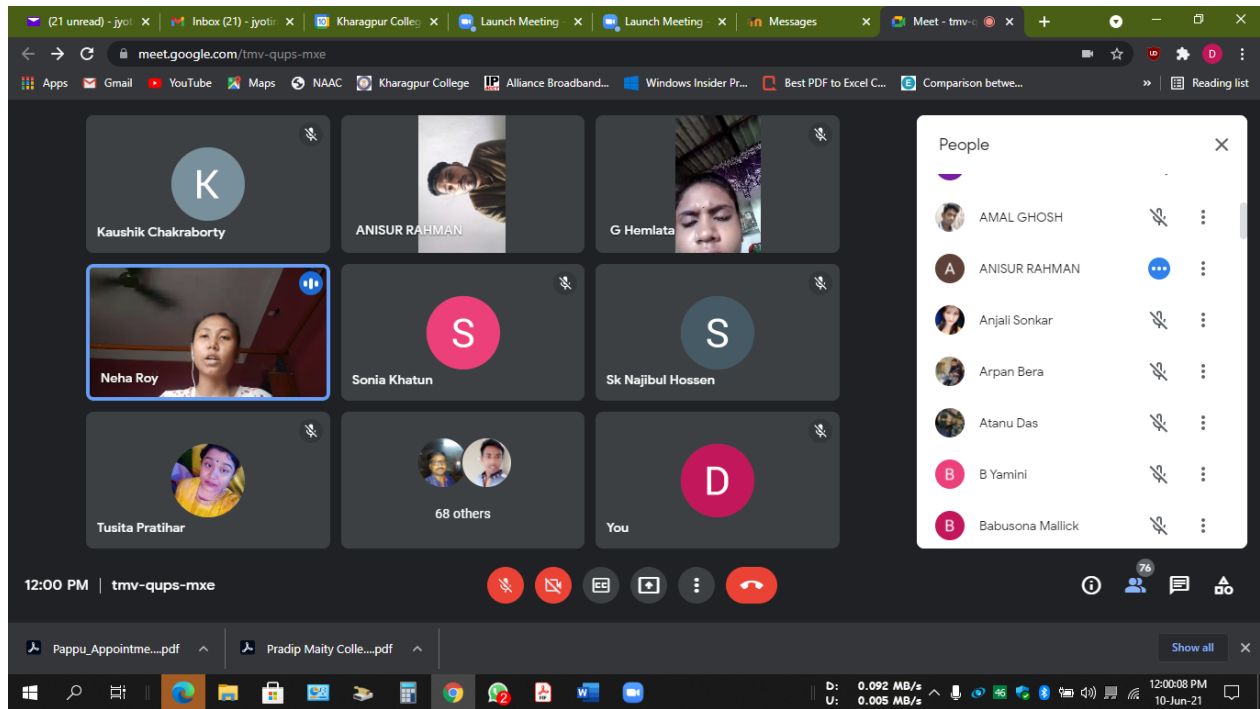 (21 unread) - jyot
Inbox (21) - jyotin
Kharagpur Colleg
Launch Meeting -
Launch Meeting -
Messages
Meet - tmv-q
meet.google.com/tmv-qups-mxe
D
Apps
Gmail
YouTube
Maps
NAAC
Kharagpur College
Alliance Broadband...
Windows Insider Pr...
Best PDF to Excel C...
Comparison betwe...
»
Reading list
K
Kaushik Chakraborty
ANISUR RAHMAN
G Hemlata
Neha Roy
S
Sonia Khatun
S
Sk Najibul Hossen
Tusita Pratihar
68 others
D
You
People
AMAL GHOSH
A ANISUR RAHMAN
Anjali Sonkar
Arpan Bera
Atanu Das
B B Yamini
B Babusona Mallick
12:00 PM | tmv-qups-mxe
CC
76
Pappu_Appointme....pdf
Pradip Maity Colle....pdf
Show all
2
D: 0.092 MB/s
U: 0.005 MB/s
46
12:00:08 PM
10-Jun-21